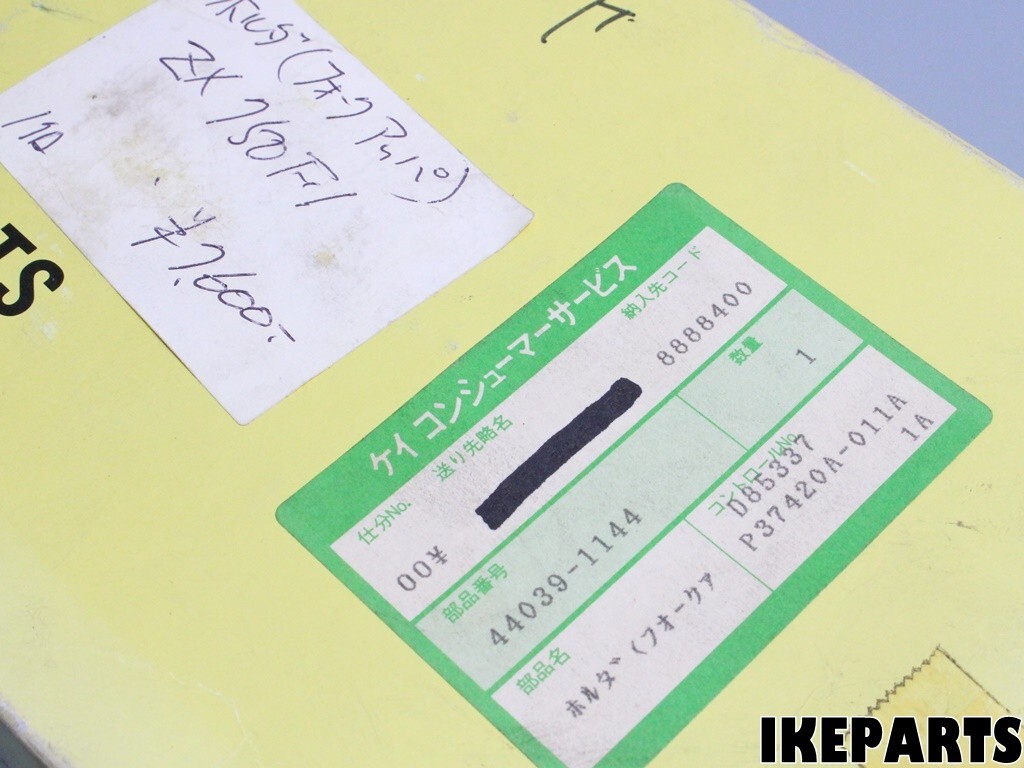 ホルダ(フォークアッパ)
ZX750F1
¥7,600-
TS
ケイコンシューマーサービス
仕分No.
送り先略名
納入先コード
00¥
8888400
部品番号
数量
44039-1144
1
部品名
コントロールNo.
ホルダ(フォーククア
D85337
P37420A-011A
1A
IKEPARTS